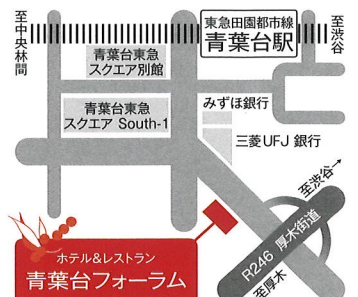 至中央林間
東急田園都市線
青葉台駅
至渋谷
青葉台東急
スクエア別館
青葉台東急
スクエア South-1
みずほ銀行
三菱UFJ 銀行
至渋谷→
R246 厚木街道
至厚木
ホテル&レストラン
青葉台フォーラム